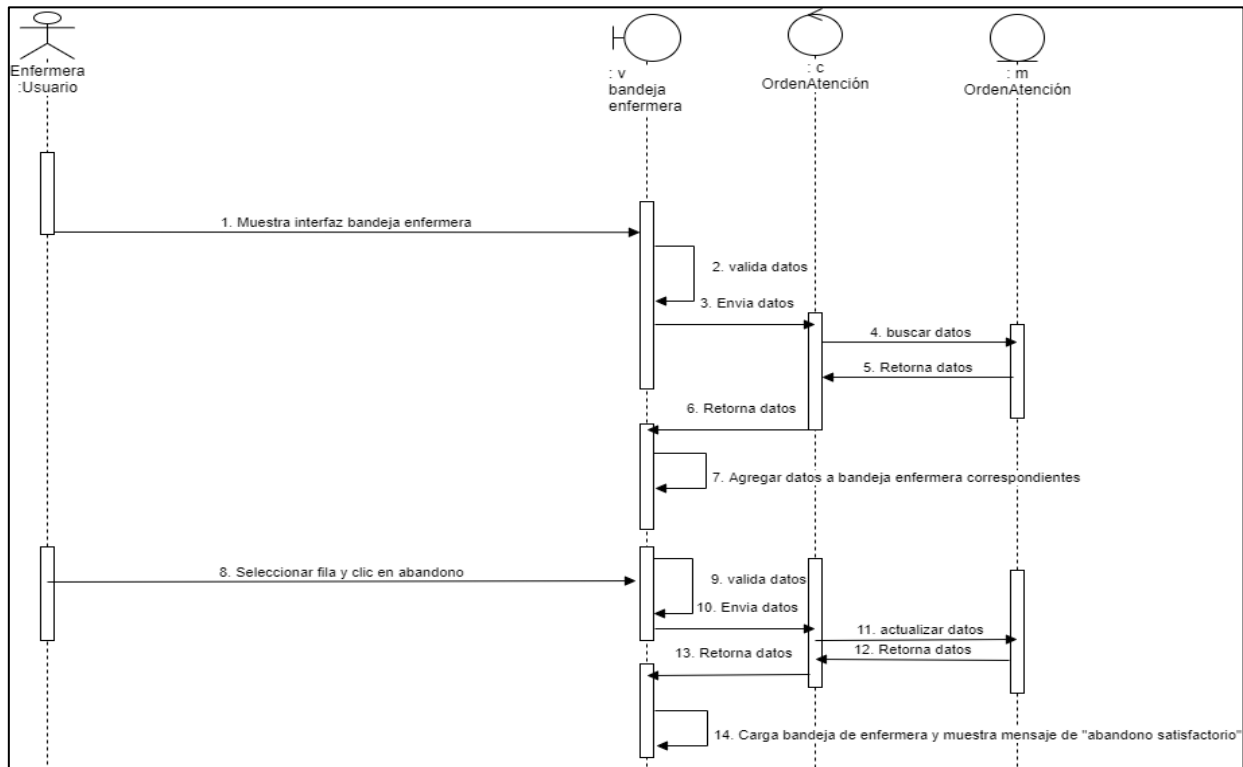 Enfermera
:Usuario
: v
bandeja
enfermera
: c
OrdenAtención
: m
OrdenAtención
1. Muestra interfaz bandeja enfermera
2. valida datos
3. Envia datos
4. buscar datos
5. Retorna datos
6. Retorna datos
7. Agregar datos a bandeja enfermera correspondientes
8. Seleccionar fila y clic en abandono
9. valida datos
10. Envia datos
11. actualizar datos
12. Retorna datos
13. Retorna datos
14. Carga bandeja de enfermera y muestra mensaje de "abandono satisfactorio"